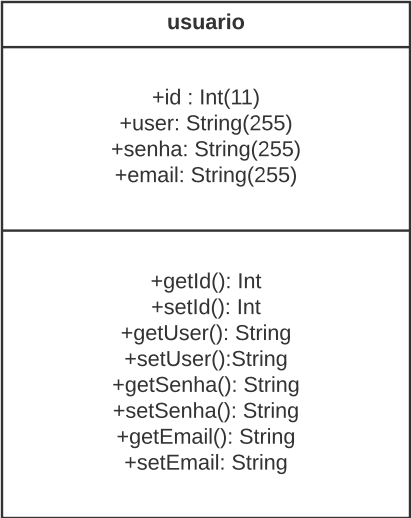 usuario
+id : Int(11)
+user: String(255)
+senha: String(255)
+email: String(255)
+getId(): Int
+setId(): Int
+getUser(): String
+setUser():String
+getSenha(): String
+setSenha(): String
+getEmail(): String
+setEmail: String